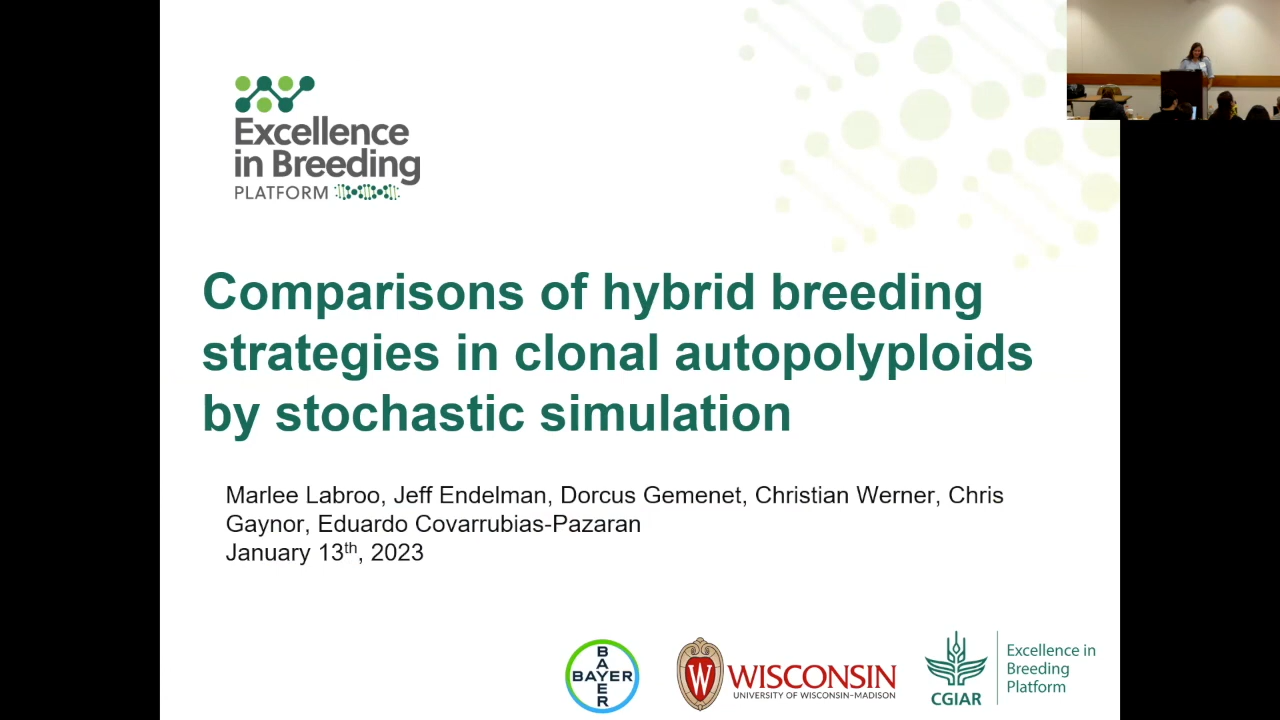 Excellence
in Breeding
PLATFORM
Comparisons of hybrid breeding
strategies in clonal autopolyploids
by stochastic simulation
Marlee Labroo, Jeff Endelman, Dorcus Gemenet, Christian Werner, Chris
Gaynor, Eduardo Covarrubias-Pazaran
January 13th, 2023
BAYER
BAYER
W
WISCONSIN
UNIVERSITY OF WISCONSIN–MADISON
CGIAR
Excellence in
Breeding
Platform